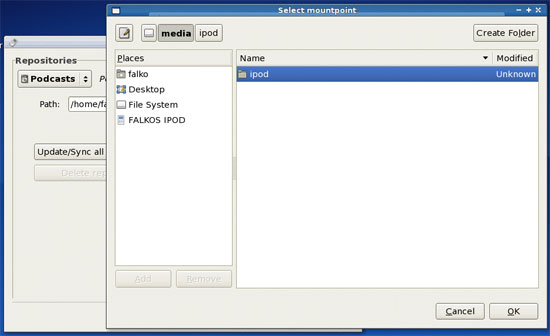 Select mountpoint
media ipod
Create Folder
Places
falko
Desktop
File System
FALKOS IPOD
Name Modified
ipod Unknown
Add Remove
Cancel OK
Repositories
Podcasts
Path: /home/fa
Update/Sync all
Delete rep